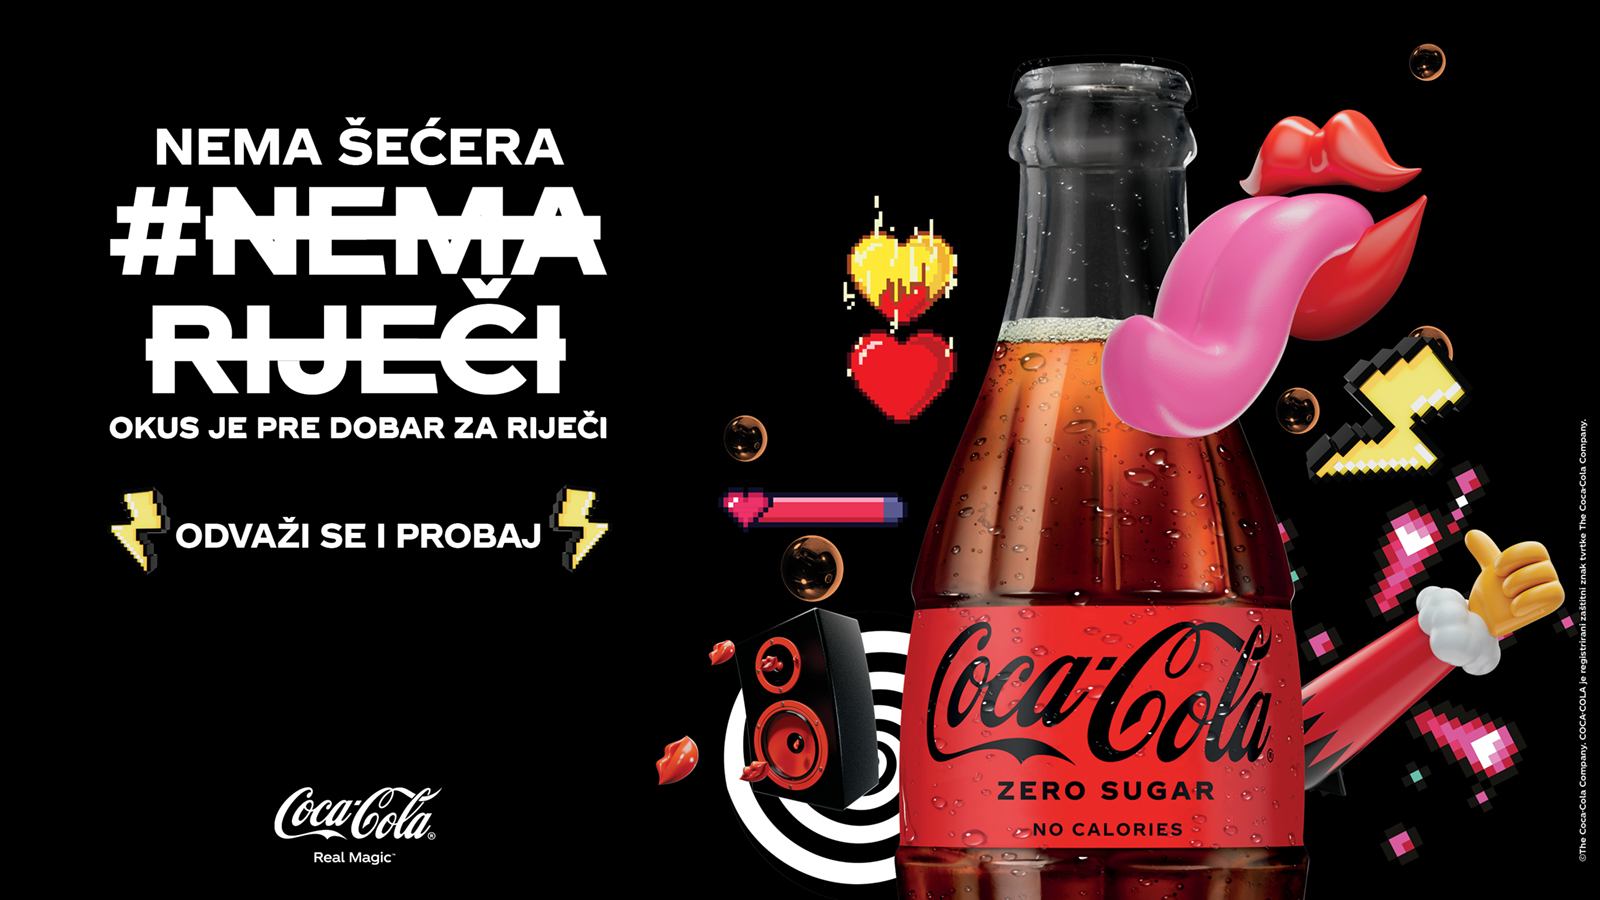 NEMA ŠEĆERA
#NEMA
RIJEČI
OKUS JE PRE DOBAR ZA RIJEČI
ODVAŽI SE I PROBAJ
Coca-Cola®
Real Magic™
Coca-Cola®
ZERO SUGAR
NO CALORIES
©The Coca-Cola Company. COCA-COLA je registrirani zaštitni znak tvrtke The Coca-Cola Company.